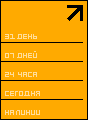 31 ДЕНЬ
07 ДНЕЙ
24 ЧАСА
СЕГОДНЯ
НА ЛИНИИ